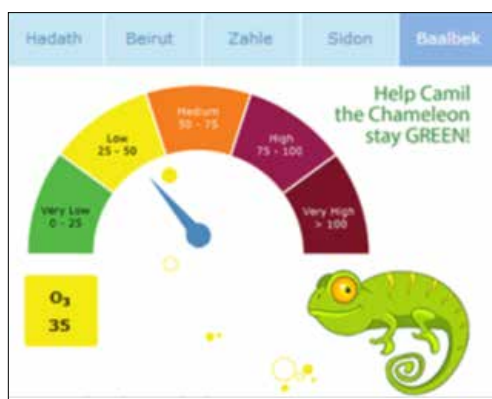 Hadath Beirut Zahle Sidon Baalbek
Help Camil
the Chameleon
stay GREEN!
Medium
50 - 75
Low
25 - 50
High
75 - 100
Very Low
0 - 25
Very High
> 100
O₃
35